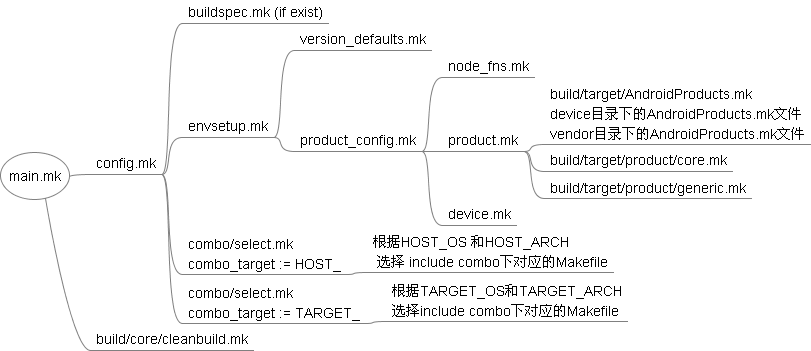 buildspec.mk (if exist)
version_defaults.mk
node_fns.mk
build/target/AndroidProducts.mk
device目录下的AndroidProducts.mk文件
vendor目录下的AndroidProducts.mk文件
envsetup.mk
product_config.mk
product.mk
build/target/product/core.mk
config.mk
main.mk
build/target/product/generic.mk
device.mk
combo/select.mk
combo_target := HOST_
根据HOST_OS 和HOST_ARCH
选择 include combo下对应的Makefile
combo/select.mk
combo_target := TARGET_
根据TARGET_OS和TARGET_ARCH
选择include combo下对应的Makefile
build/core/cleanbuild.mk